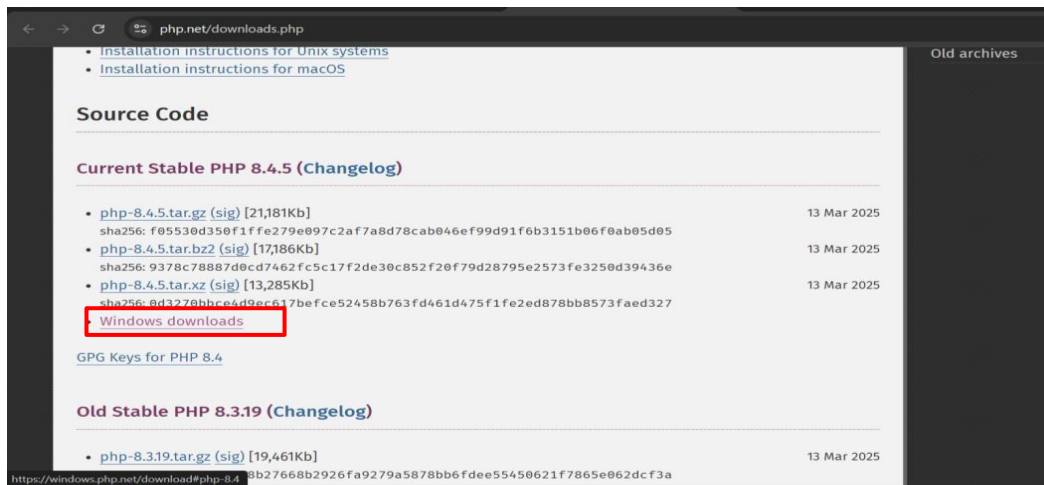 php.net/downloads.php
Installation instructions for Unix systems
Old archives
Installation instructions for macOS
Source Code
Current Stable PHP 8.4.5 (Changelog)
php-8.4.5.tar.gz (sig) [21,181Kb] 13 Mar 2025
sha256: f05530d350f1ffe279e097c2af7a8d78cab046ef99d91f6b3151b06f0ab05d05
php-8.4.5.tar.bz2 (sig) [17,186Kb] 13 Mar 2025
sha256: 9378c78887d0cd7462fc5c17f2de30c852f20f79d28795e2573fe3250d39436e
php-8.4.5.tar.xz (sig) [13,285Kb] 13 Mar 2025
sha256: 0d3270bbce4d9ec617befce52458b763fd461d475f1fe2ed878bb8573faed327
Windows downloads
GPG Keys for PHP 8.4
Old Stable PHP 8.3.19 (Changelog)
php-8.3.19.tar.gz (sig) [19,461Kb] 13 Mar 2025
https://windows.php.net/download#php-8.4 8b27668b2926fa9279a5878bb6fdee55450621f7865e062dcf3a